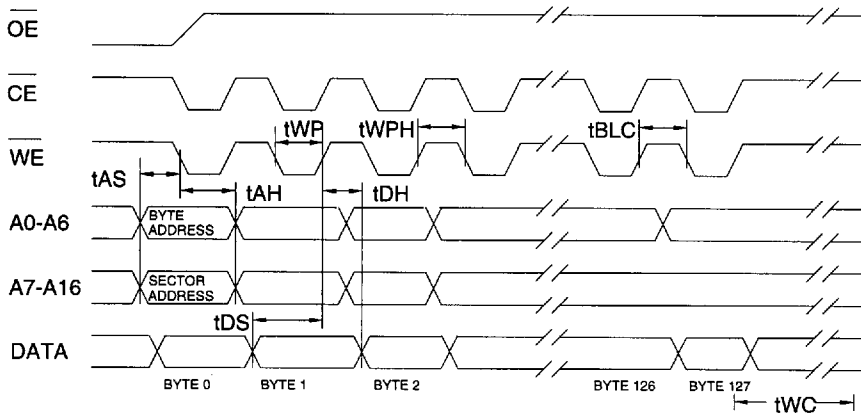 OE
CE
tWP tWPH tBLC
WE
tAS tAH tDH
A0-A6 BYTE ADDRESS
A7-A16 SECTOR ADDRESS
tDS
DATA
BYTE 0 BYTE 1 BYTE 2 BYTE 126 BYTE 127
tWC